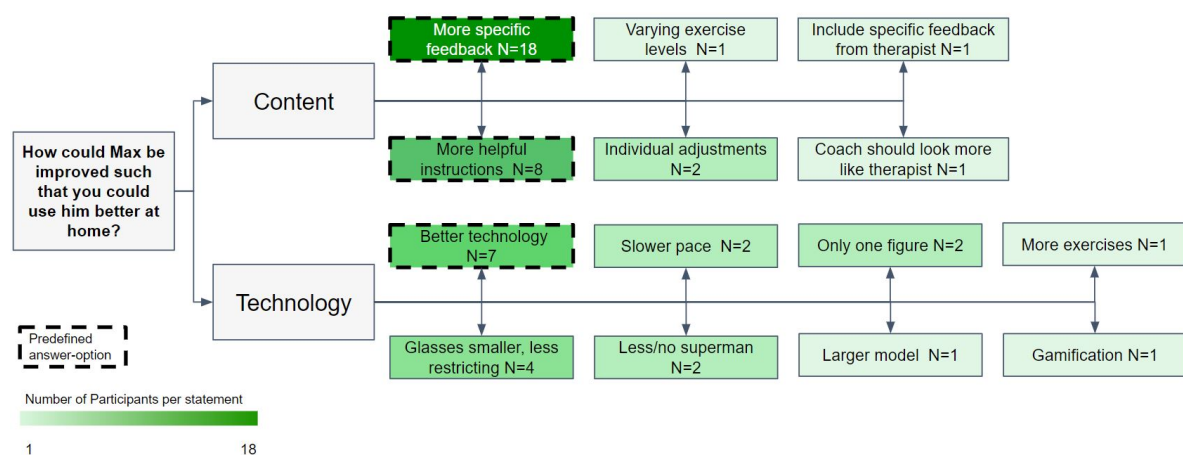 More specific
feedback N=18
Varying exercise
levels  N=1
Include specific feedback
from therapist N=1
Content
How could Max be
improved such
that you could
use him better at
home?
More helpful
instructions  N=8
Individual adjustments
N=2
Coach should look more
like therapist N=1
Better technology
N=7
Slower pace  N=2
Only one figure N=2
More exercises N=1
Technology
Predefined
answer-option
Glasses smaller, less
restricting N=4
Less/no superman
N=2
Larger model  N=1
Gamification  N=1
Number of Participants per statement
1
18